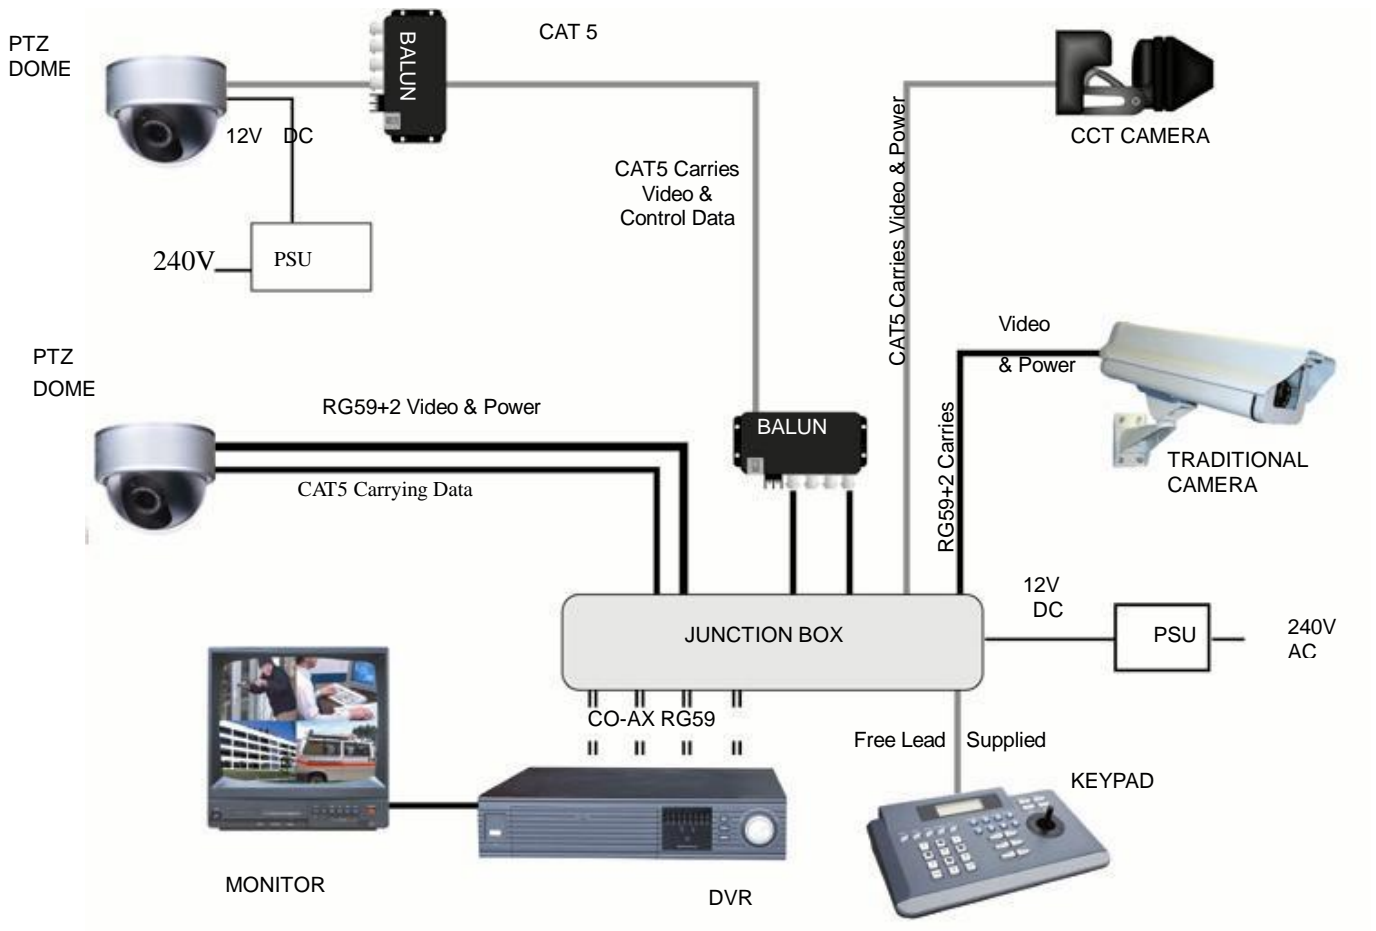 PTZ
DOME
BALUN
CAT 5
12V DC
CCT CAMERA
CAT5 Carries
Video &
Control Data
CAT5 Carries Video & Power
240V
PSU
Video
& Power
PTZ
DOME
RG59+2 Video & Power
CAT5 Carrying Data
BALUN
RG59+2 Carries
TRADITIONAL
CAMERA
12V
DC
JUNCTION BOX
PSU
240V
AC
CO-AX RG59
Free Lead Supplied
KEYPAD
MONITOR
DVR